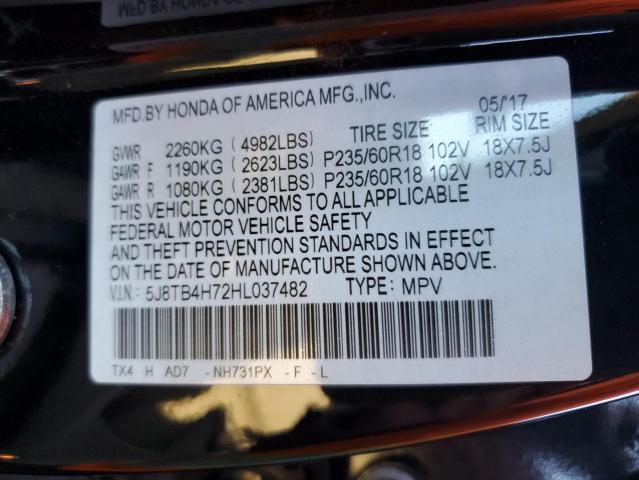 MFD.BY HONDA OF AMERICA MFG.,INC. 05/'17
GVWR 2260KG ( 4982LBS) TIRE SIZE RIM SIZE
GAWR F 1190KG ( 2623LBS) P235/60R18 102V 18X7.5J
GAWR R 1080KG ( 2381LBS) P235/60R18 102V 18X7.5J
THIS VEHICLE CONFORMS TO ALL APPLICABLE
FEDERAL MOTOR VEHICLE SAFETY
AND THEFT PREVENTION STANDARDS IN EFFECT
ON THE DATE OF MANUFACTURE SHOWN ABOVE.
V.I.N.: 5J8TB4H72HL037482 TYPE: MPV
TX4 H AD7 -NH731PX -F -L